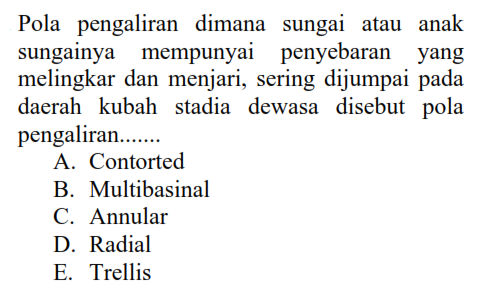 Pola pengaliran dimana sungai atau anak
sungainya mempunyai penyebaran yang
melingkar dan menjari, sering dijumpai pada
daerah kubah stadia dewasa disebut pola
pengaliran.......
A. Contorted
B. Multibasinal
C. Annular
D. Radial
E. Trellis